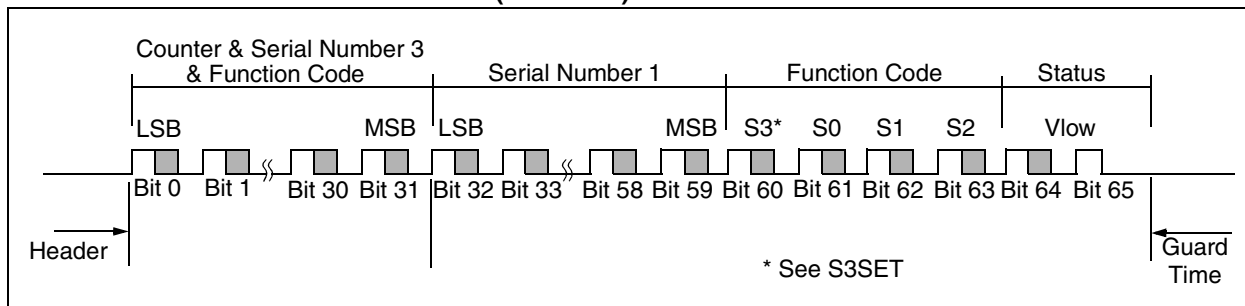 Counter & Serial Number 3
& Function Code
Serial Number 1
Function Code
Status
LSB
MSB
LSB
MSB
S3*
S0
S1
S2
Vlow
Bit 0
Bit 1
Bit 30
Bit 31
Bit 32
Bit 33
Bit 58
Bit 59
Bit 60
Bit 61
Bit 62
Bit 63
Bit 64
Bit 65
Header
Guard
Time
* See S3SET